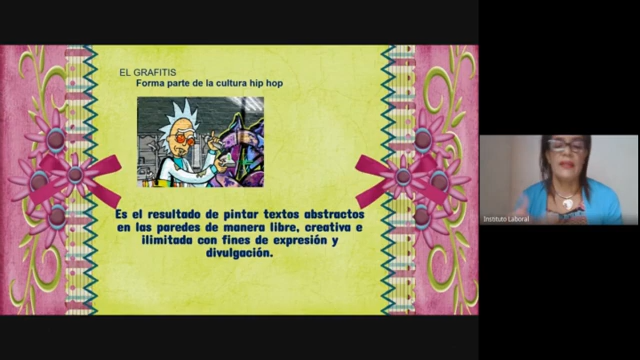 EL GRAFITIS
Forma parte de la cultura hip hop
Es el resultado de pintar textos abstractos
en las paredes de manera libre, creativa e
ilimitada con fines de expresión y
divulgación.
Instituto Laboral